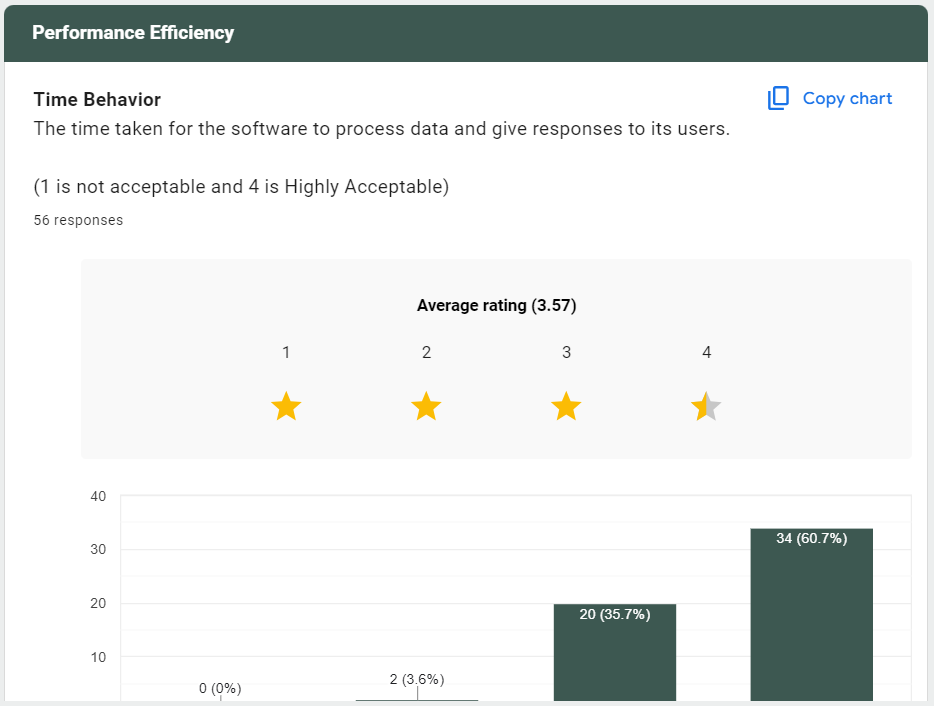 Performance Efficiency
Time Behavior
Copy chart
The time taken for the software to process data and give responses to its users.
(1 is not acceptable and 4 is Highly Acceptable)
56 responses
Average rating (3.57)
1 2 3 4
40
30
20
10
0 (0%)
2 (3.6%)
20 (35.7%)
34 (60.7%)